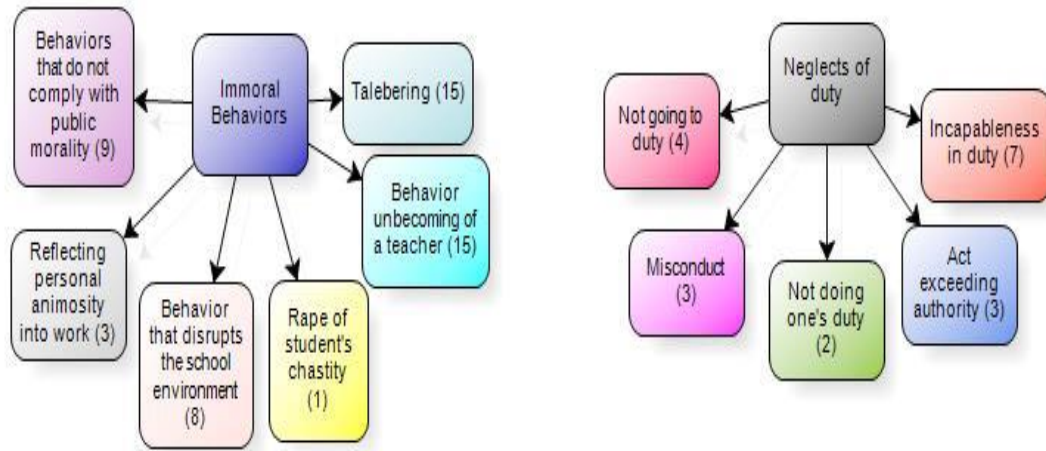 Immoral
Behaviors
Behaviors
that do not
comply with
public
morality (9)
Talebering (15)
Behavior
unbecoming of
a teacher (15)
Reflecting
personal
animosity
into work (3)
Behavior
that disrupts
the school
environment
(8)
Rape of
student's
chastity
(1)
Neglects of
duty
Not going to
duty (4)
Incapableness
in duty (7)
Misconduct
(3)
Not doing
one's duty
(2)
Act
exceeding
authority (3)